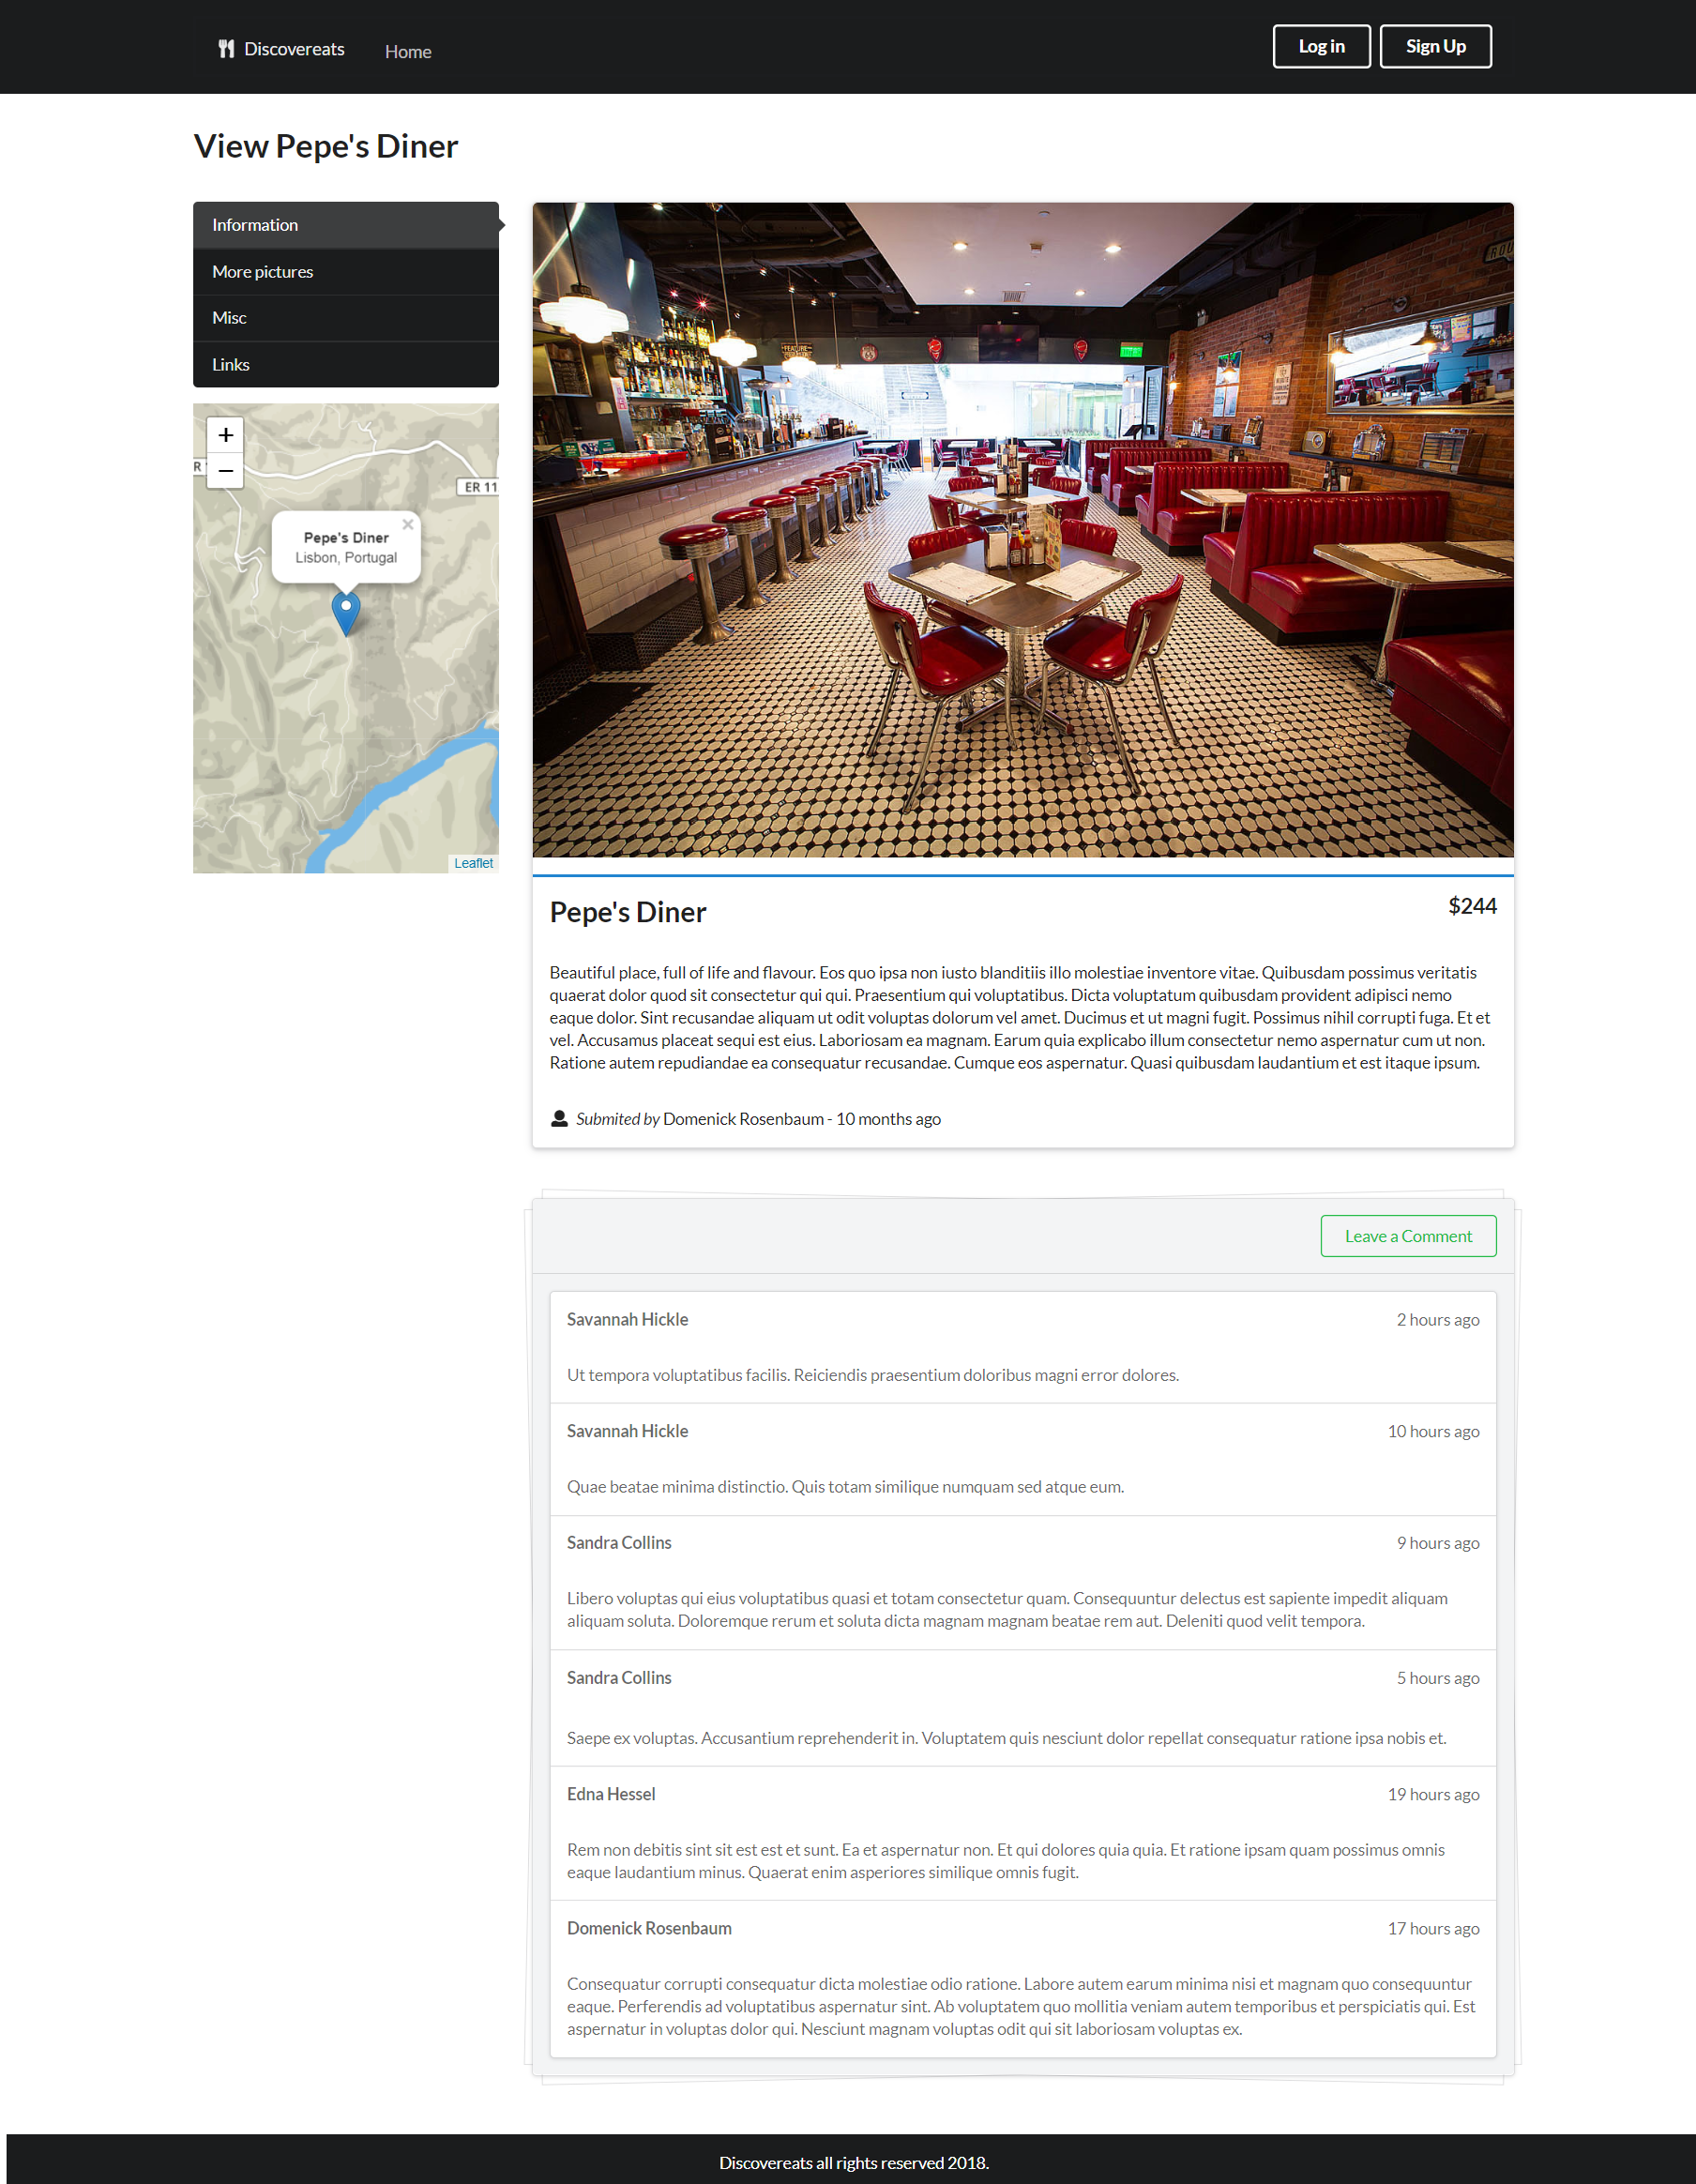 Discovereats
Home
Log in
Sign Up
View Pepe's Diner
Information
More pictures
Misc
Links
+
−
R
ER 11
×
Pepe's Diner
Lisbon, Portugal
Leaflet
Pepe's Diner
$244
Beautiful place, full of life and flavour. Eos quo ipsa non iusto blanditiis illo molestiae inventore vitae. Quibusdam possimus veritatis
quaerat dolor quod sit consectetur qui qui. Praesentium qui voluptatibus. Dicta voluptatum quibusdam provident adipisci nemo
eaque dolor. Sint recusandae aliquam ut odit voluptas dolorum vel amet. Ducimus et ut magni fugit. Possimus nihil corrupti fuga. Et et
vel. Accusamus placeat sequi est eius. Laboriosam ea magnam. Earum quia explicabo illum consectetur nemo aspernatur cum ut non.
Ratione autem repudiandae ea consequatur recusandae. Cumque eos aspernatur. Quasi quibusdam laudantium et est itaque ipsum.
Submited by Domenick Rosenbaum - 10 months ago
Leave a Comment
Savannah Hickle
2 hours ago
Ut tempora voluptatibus facilis. Reiciendis praesentium doloribus magni error dolores.
Savannah Hickle
10 hours ago
Quae beatae minima distinctio. Quis totam similique numquam sed atque eum.
Sandra Collins
9 hours ago
Libero voluptas qui eius voluptatibus quasi et totam consectetur quam. Consequuntur delectus est sapiente impedit aliquam
aliquam soluta. Doloremque rerum et soluta dicta magnam magnam beatae rem aut. Deleniti quod velit tempora.
Sandra Collins
5 hours ago
Saepe ex voluptas. Accusantium reprehenderit in. Voluptatem quis nesciunt dolor repellat consequatur ratione ipsa nobis et.
Edna Hessel
19 hours ago
Rem non debitis sint sit est est et sunt. Ea et aspernatur non. Et qui dolores quia quia. Et ratione ipsam quam possimus omnis
eaque laudantium minus. Quaerat enim asperiores similique omnis fugit.
Domenick Rosenbaum
17 hours ago
Consequatur corrupti consequatur dicta molestiae odio ratione. Labore autem earum minima nisi et magnam quo consequuntur
eaque. Perferendis ad voluptatibus aspernatur sint. Ab voluptatem quo mollitia veniam autem temporibus et perspiciatis qui. Est
aspernatur in voluptas dolor qui. Nesciunt magnam voluptas odit qui sit laboriosam voluptas ex.
Discovereats all rights reserved 2018.